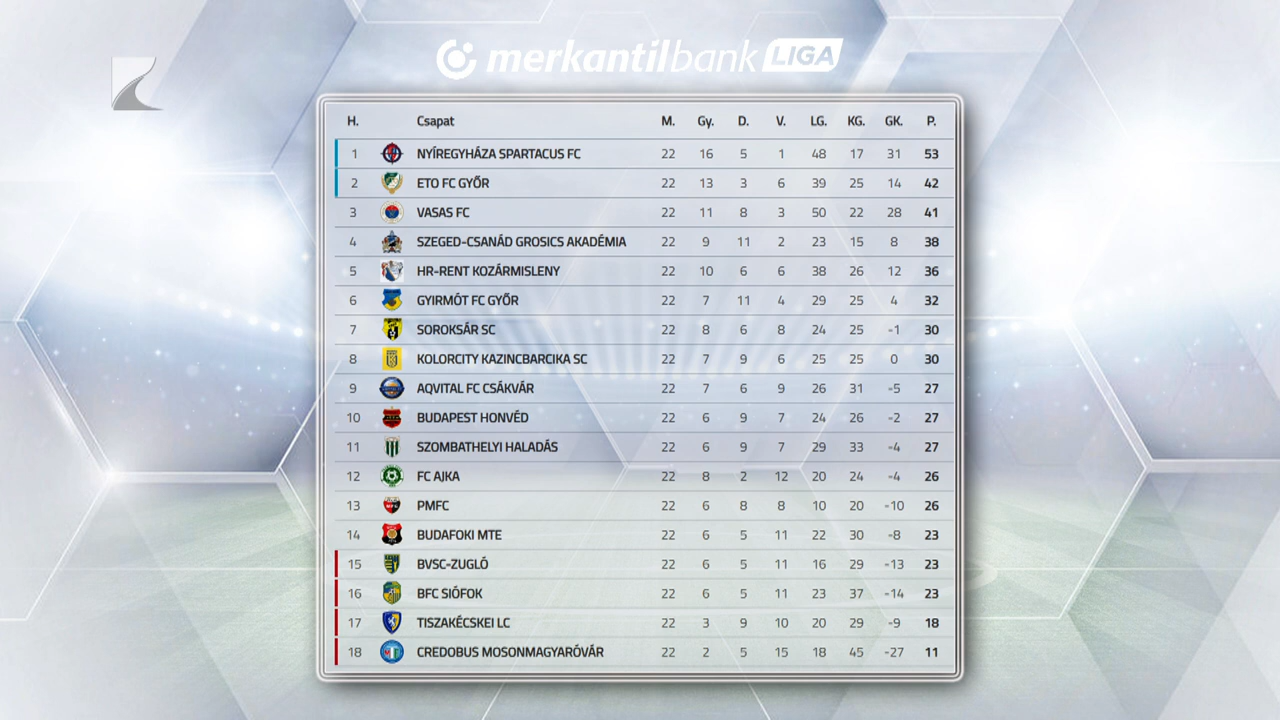 merkantilbank LIGA
H. Csapat M. Gy. D. V. LG. KG. GK. P.
1 NYÍREGYHÁZA SPARTACUS FC 22 16 5 1 48 17 31 53
2 ETO FC GYŐR 22 13 3 6 39 25 14 42
3 VASAS FC 22 11 8 3 50 22 28 41
4 SZEGED-CSANÁD GROSICS AKADÉMIA 22 9 11 2 23 15 8 38
5 HR-RENT KOZÁRMISLENY 22 10 6 6 38 26 12 36
6 GYIRMÓT FC GYŐR 22 7 11 4 29 25 4 32
7 SOROKSÁR SC 22 8 6 8 24 25 -1 30
8 KOLORCITY KAZINCBARCIKA SC 22 7 9 6 25 25 0 30
9 AQVITAL FC CSÁKVÁR 22 7 6 9 26 31 -5 27
10 BUDAPEST HONVÉD 22 6 9 7 24 26 -2 27
11 SZOMBATHELYI HALADÁS 22 6 9 7 29 33 -4 27
12 FC AJKA 22 8 2 12 20 24 -4 26
13 PMFC 22 6 8 8 10 20 -10 26
14 BUDAFOKI MTE 22 6 5 11 22 30 -8 23
15 BVSC-ZUGLÓ 22 6 5 11 16 29 -13 23
16 BFC SIÓFOK 22 6 5 11 23 37 -14 23
17 TISZAKÉCSKEI LC 22 3 9 10 20 29 -9 18
18 CREDOBUS MOSONMAGYARÓVÁR 22 2 5 15 18 45 -27 11